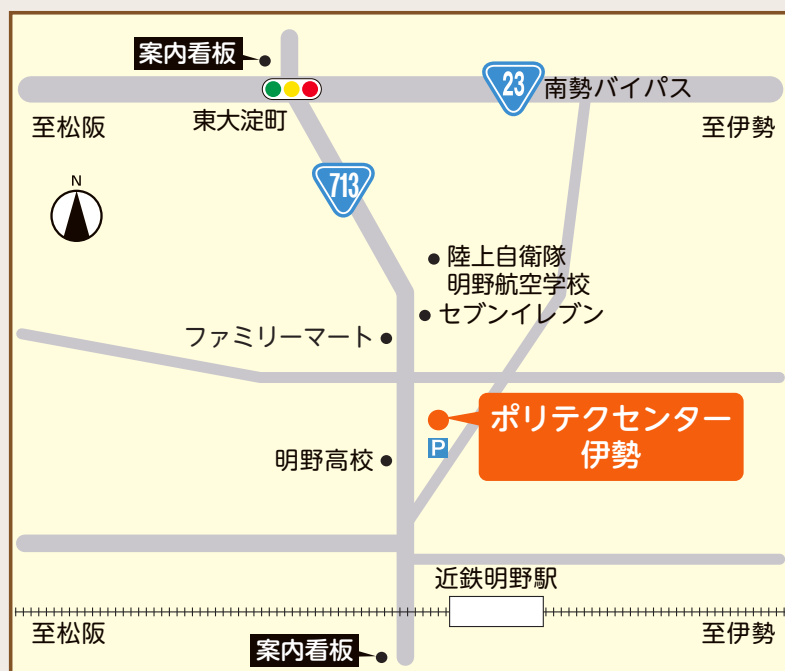 案内看板
23
南勢バイパス
至松阪
東大淀町
至伊勢
713
N
陸上自衛隊
明野航空学校
セブンイレブン
ファミリーマート
ポリテクセンター
伊勢
P
明野高校
近鉄明野駅
至松阪
至伊勢
案内看板